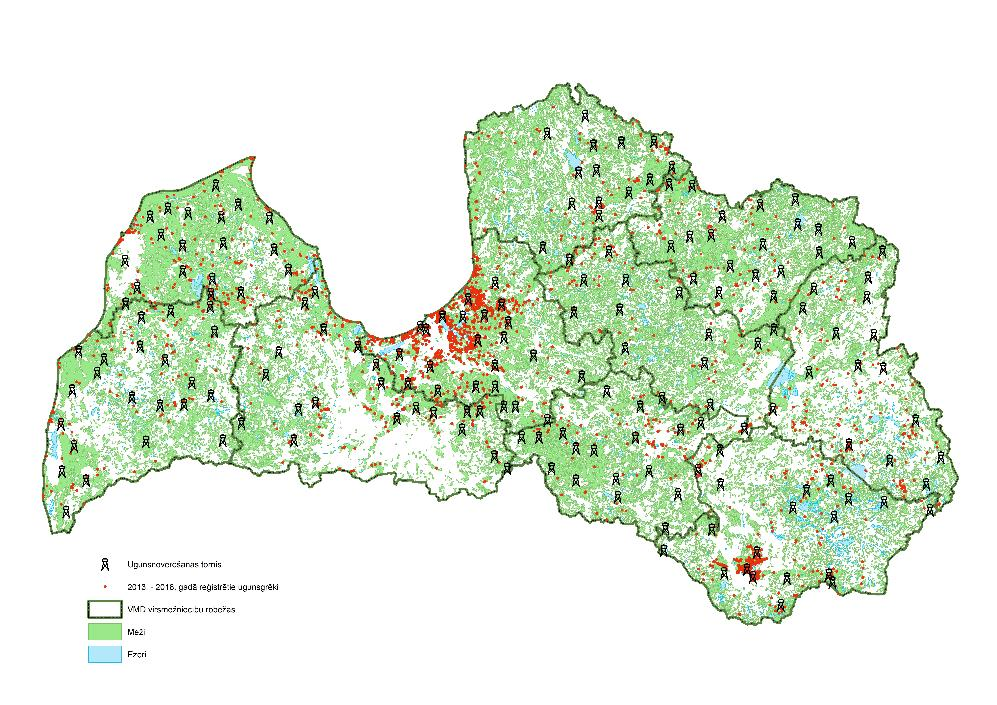 Ugunsnovērošanas tornis
2013. - 2016. gadā reģistrētie ugunsgrēki
VMD virsmežniecību robežas
Meži
Ezeri